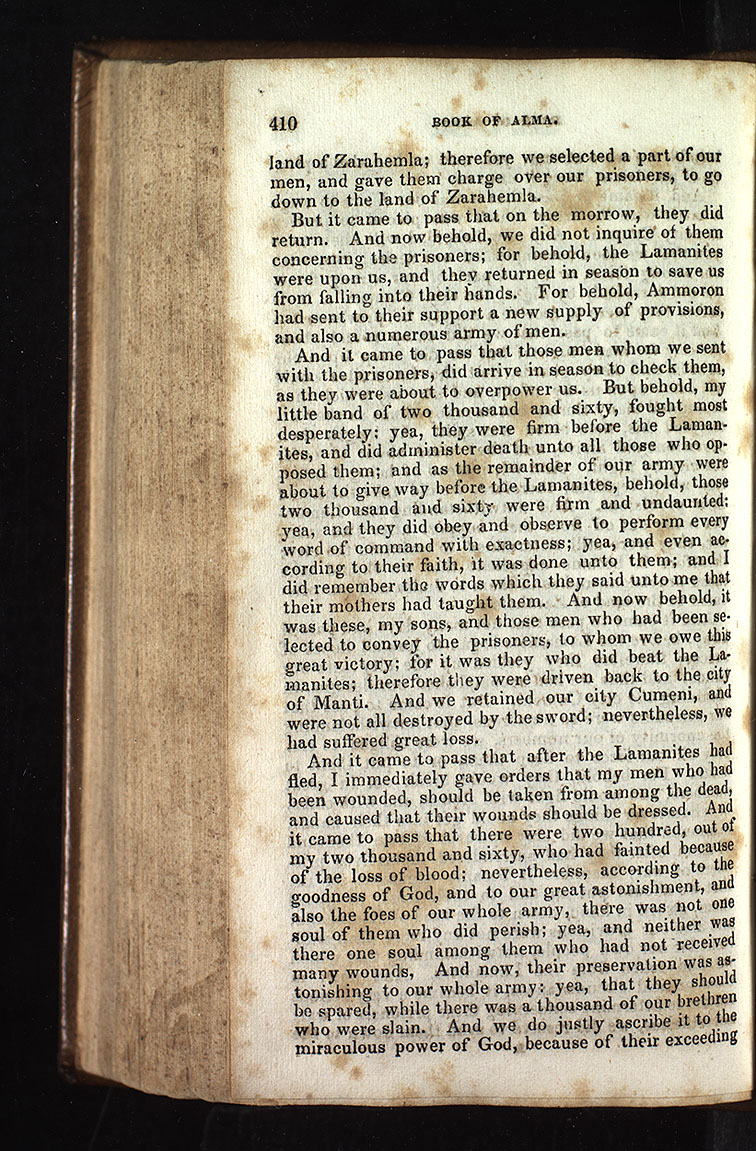 410 BOOK OF ALMA.
land of Zarahemla; therefore we selected a part of our
men, and gave them charge over our prisoners, to go
down to the land of Zarahemla.
But it came to pass that on the morrow, they did
return. And now behold, we did not inquire of them
concerning the prisoners; for behold, the Lamanites
were upon us, and they returned in season to save us
from falling into their hands. For behold, Ammoron
had sent to their support a new supply of provisions,
and also a numerous army of men.
And it came to pass that those men whom we sent
with the prisoners, did arrive in season to check them,
as they were about to overpower us. But behold, my
little band of two thousand and sixty, fought most
desperately: yea, they were firm before the Laman-
ites, and did administer death unto all those who op-
posed them; and as the remainder of our army were
about to give way before the Lamanites, behold, those
two thousand and sixty were firm and undaunted:
yea, and they did obey and observe to perform every
word of command with exactness; yea, and even ac-
cording to their faith, it was done unto them; and I
did remember the words which they said unto me that
their mothers had taught them. And now behold, it
was these, my sons, and those men who had been se-
lected to convey the prisoners, to whom we owe this
great victory; for it was they who did beat the La-
manites; therefore they were driven back to the city
of Manti. And we retained our city Cumeni, and
were not all destroyed by the sword; nevertheless, we
had suffered great loss.
And it came to pass that after the Lamanites had
fled, I immediately gave orders that my men who had
been wounded, should be taken from among the dead,
and caused that their wounds should be dressed. And
it came to pass that there were two hundred, out of
my two thousand and sixty, who had fainted because
of the loss of blood; nevertheless, according to the
goodness of God, and to our great astonishment, and
also the foes of our whole army, there was not one
soul of them who did perish; yea, and neither was
there one soul among them who had not received
many wounds, And now, their preservation was as-
tonishing to our whole army: yea, that they should
be spared, while there was a thousand of our brethren
who were slain. And we do justly ascribe it to the
miraculous power of God, because of their exceeding